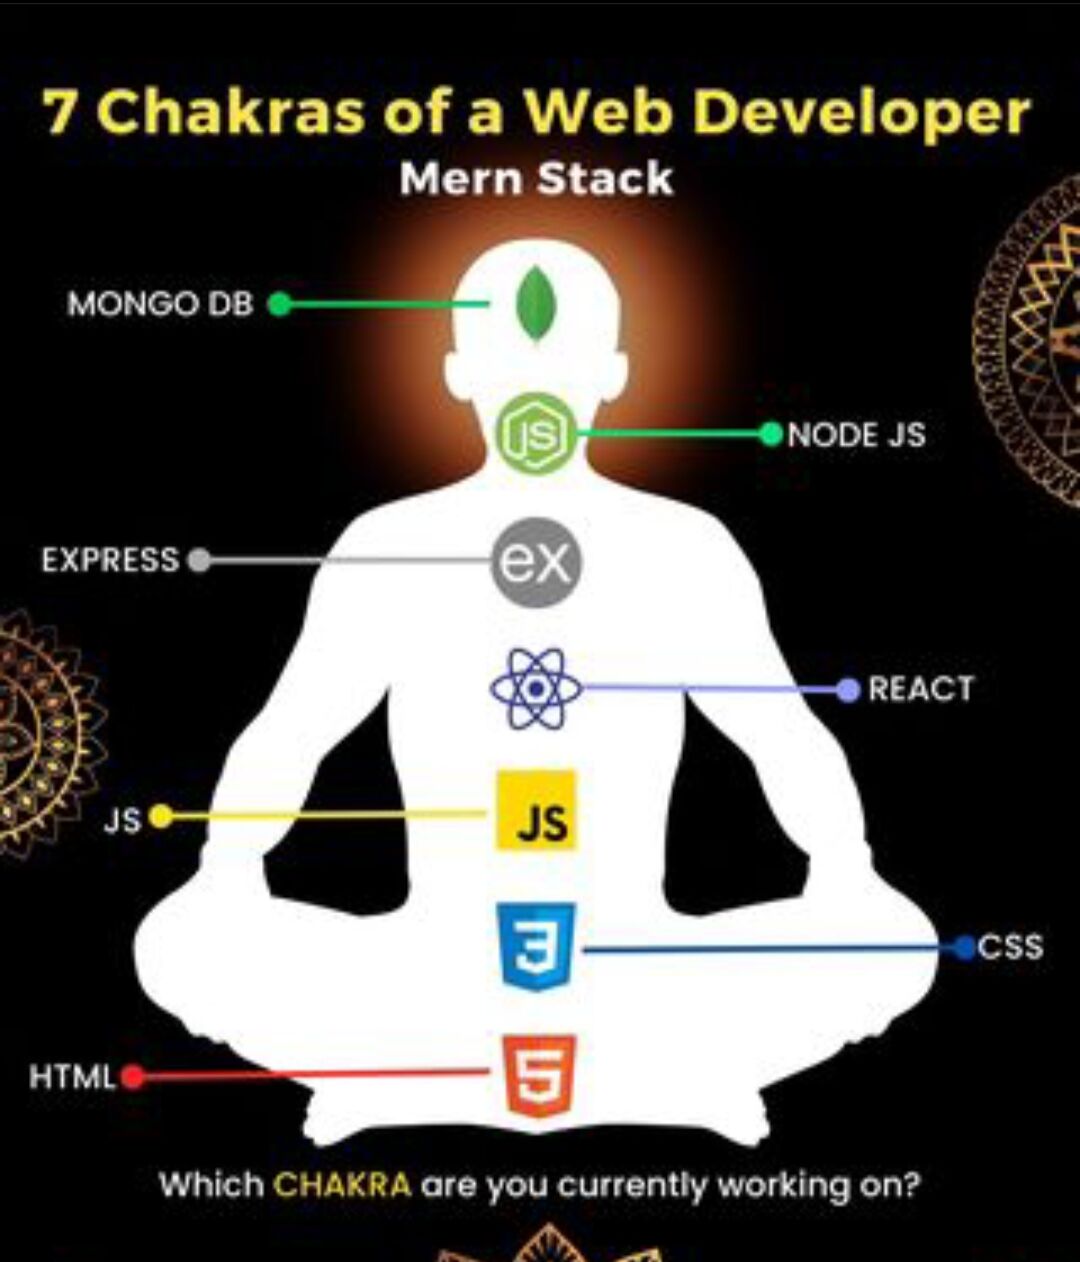 7 Chakras of a Web Developer
Mern Stack
MONGO DB
JS
NODE JS
EXPRESS
ex
REACT
JS
JS
3
CSS
HTML
5
Which CHAKRA are you currently working on?